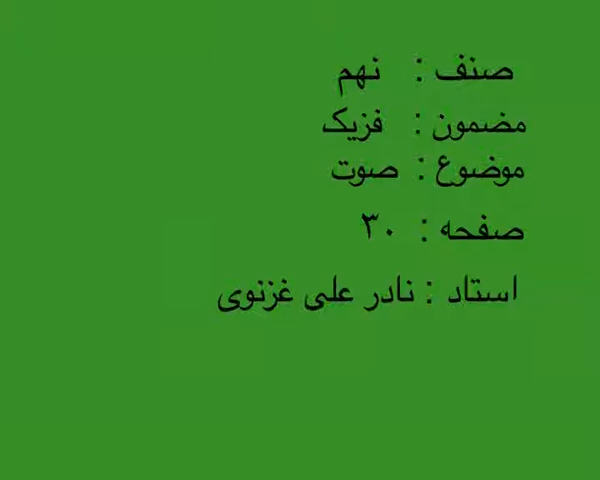 صنف : نهم
مضمون : فزیک
موضوع : صوت
صفحه : ۳۰
استاد : نادر علی غزنوی